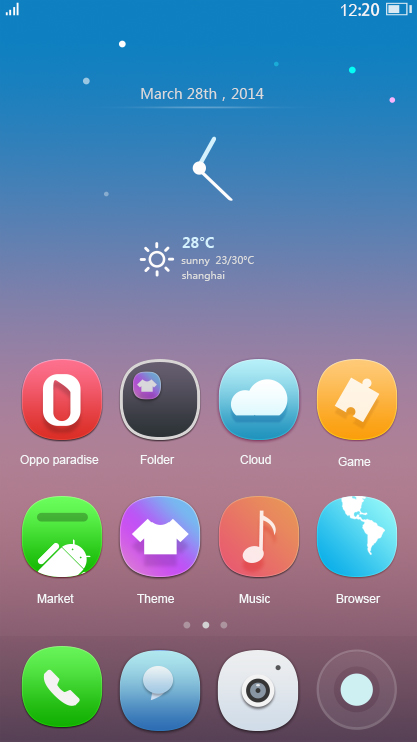 12:20
March 28th , 2014
28°C
sunny 23/30°C
shanghai
Oppo paradise
Folder
Cloud
Game
Market
Theme
Music
Browser